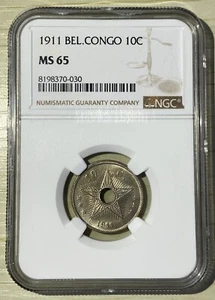 1911 BEL.CONGO 10C
MS 65
8198370-030
NUMISMATIC GUARANTY COMPANY
NGC